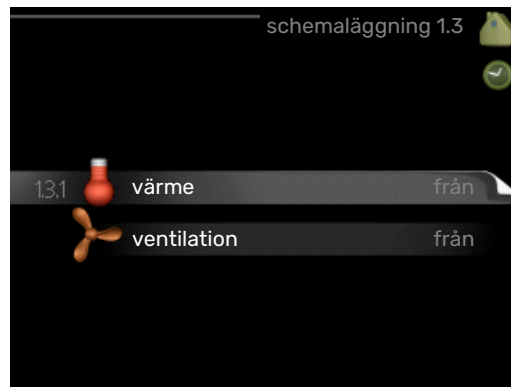 schemaläggning 1.3
1.3.1 värme från
ventilation från